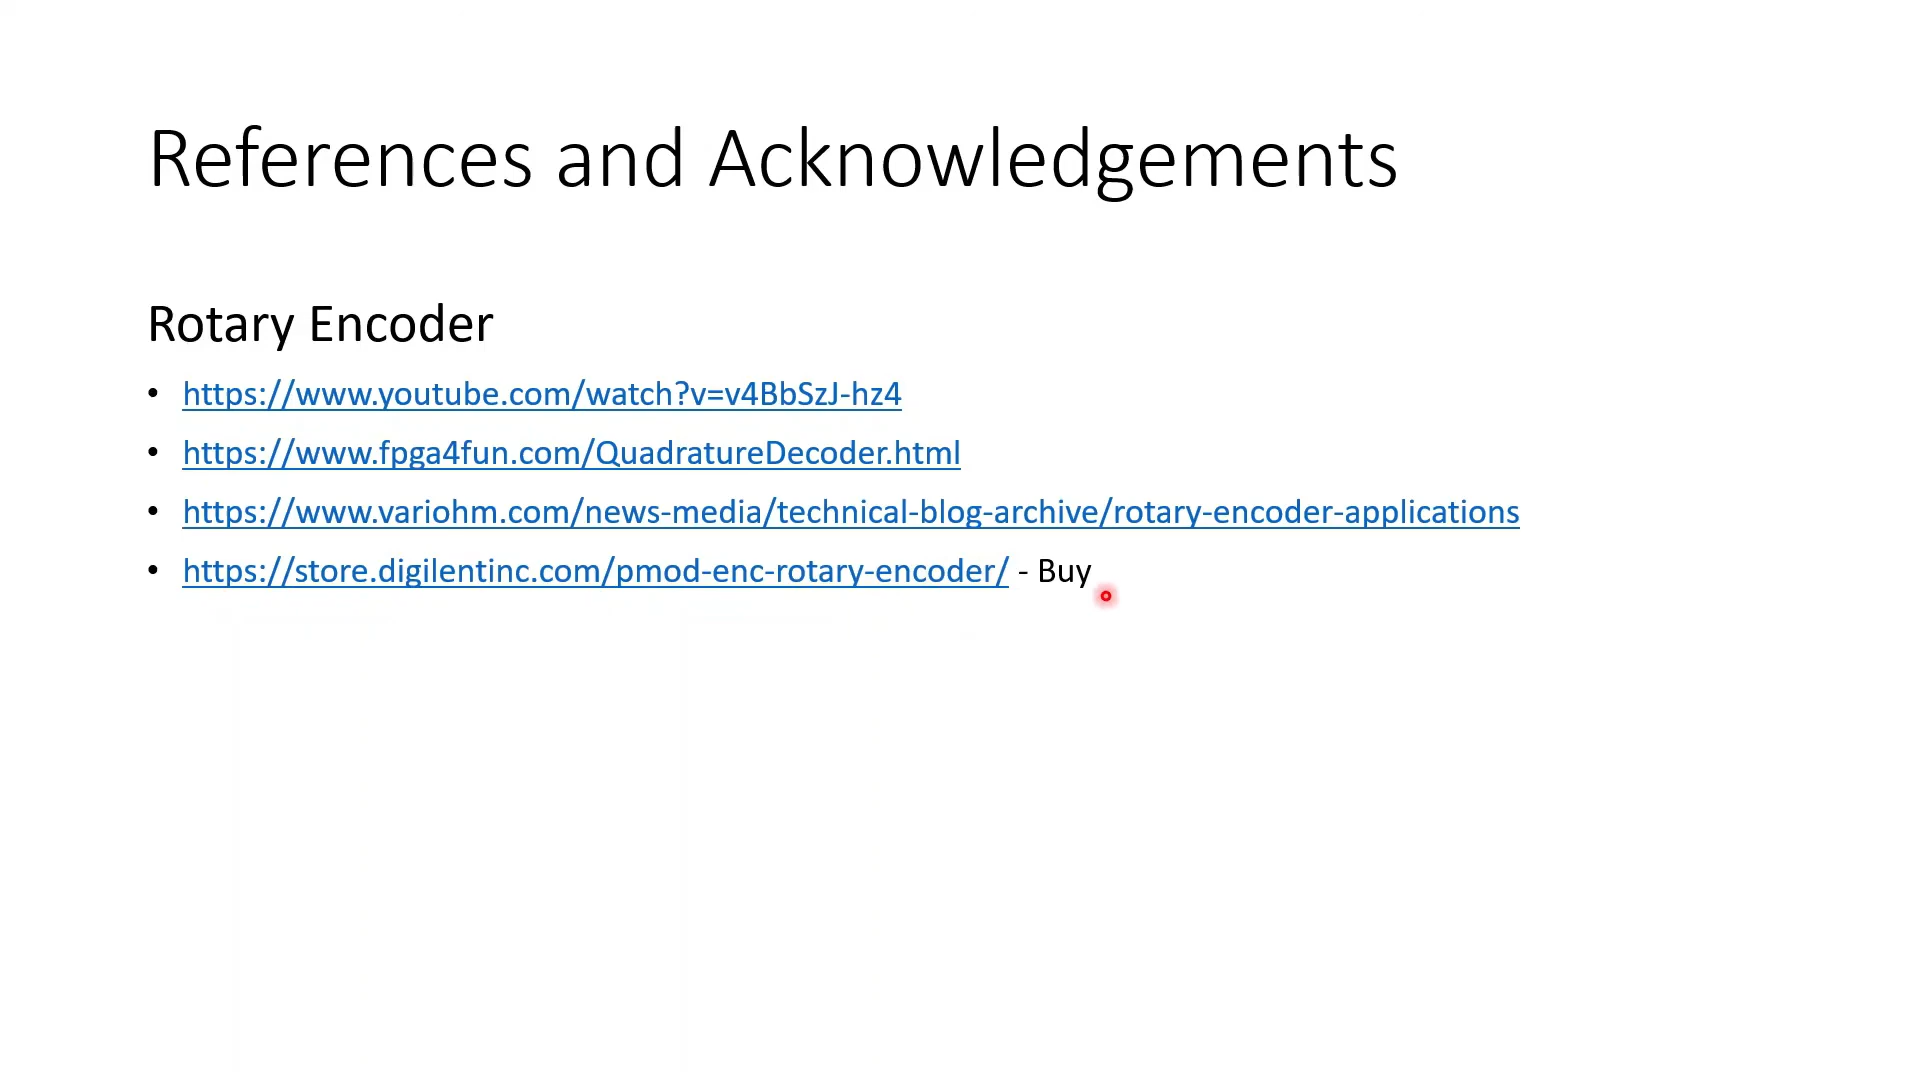 References and Acknowledgements
Rotary Encoder
• https://www.youtube.com/watch?v=v4BbSzJ-hz4
• https://www.fpga4fun.com/QuadratureDecoder.html
• https://www.variohm.com/news-media/technical-blog-archive/rotary-encoder-applications
• https://store.digilentinc.com/pmod-enc-rotary-encoder/ - Buy